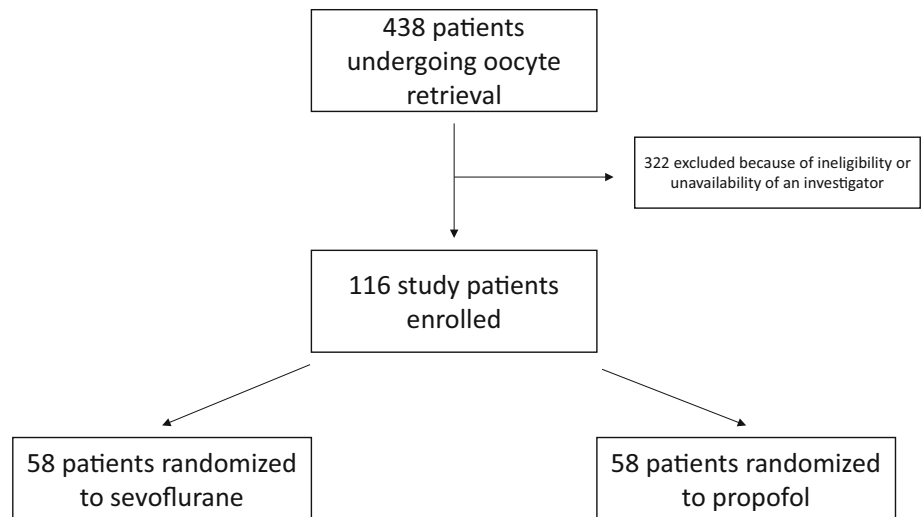 438 patients
undergoing oocyte
retrieval
322 excluded because of ineligibility or
unavailability of an investigator
116 study patients
enrolled
58 patients randomized
to sevoflurane
58 patients randomized
to propofol